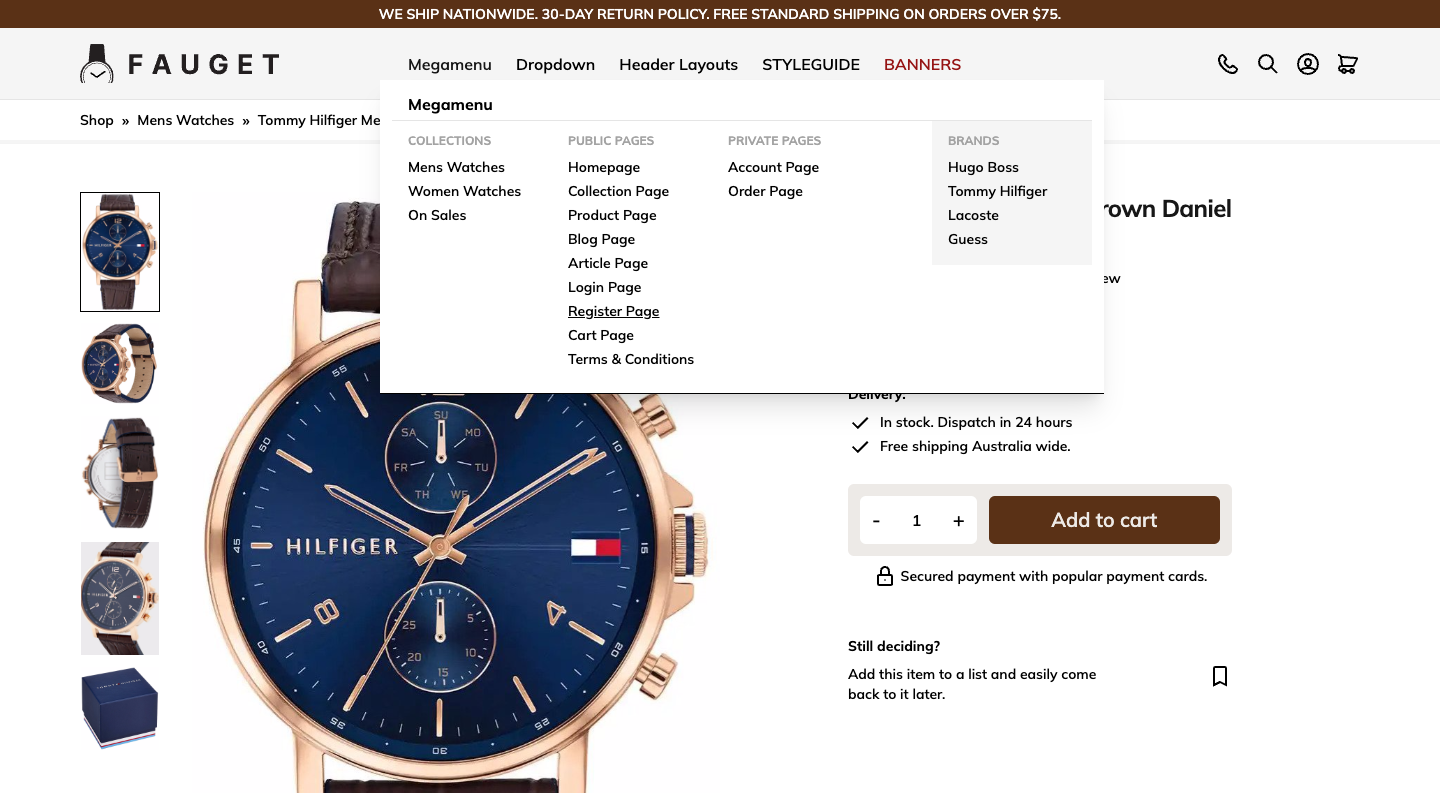 WE SHIP NATIONWIDE. 30-DAY RETURN POLICY. FREE STANDARD SHIPPING ON ORDERS OVER $75.
FAUGET
Megamenu Dropdown Header Layouts STYLEGUIDE BANNERS
Shop » Mens Watches » Tommy Hilfiger Me
Megamenu
COLLECTIONS
Mens Watches
Women Watches
On Sales
PUBLIC PAGES
Homepage
Collection Page
Product Page
Blog Page
Article Page
Login Page
Register Page
Cart Page
Terms & Conditions
PRIVATE PAGES
Account Page
Order Page
BRANDS
Hugo Boss
Tommy Hilfiger
Lacoste
Guess
rown Daniel
ew
Delivery:
In stock. Dispatch in 24 hours
Free shipping Australia wide.
- 1 + Add to cart
Secured payment with popular payment cards.
Still deciding?
Add this item to a list and easily come
back to it later.
55
50
45
40
35
30
25
20
15
10
SU
MO
TU
WE
TH
FR
SA
HILFIGER
8
4
25
20
15
10
5